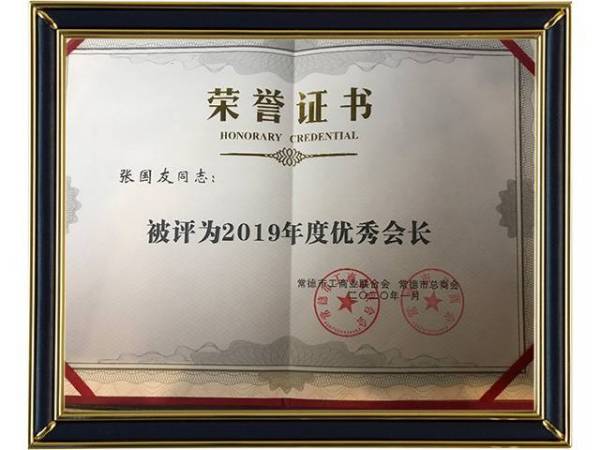 荣誉证书
HONORARY CREDENTIAL
张国友同志：
被评为2019年度优秀会长
常德市工商业联合会 常德市总商会
二〇二〇年一月